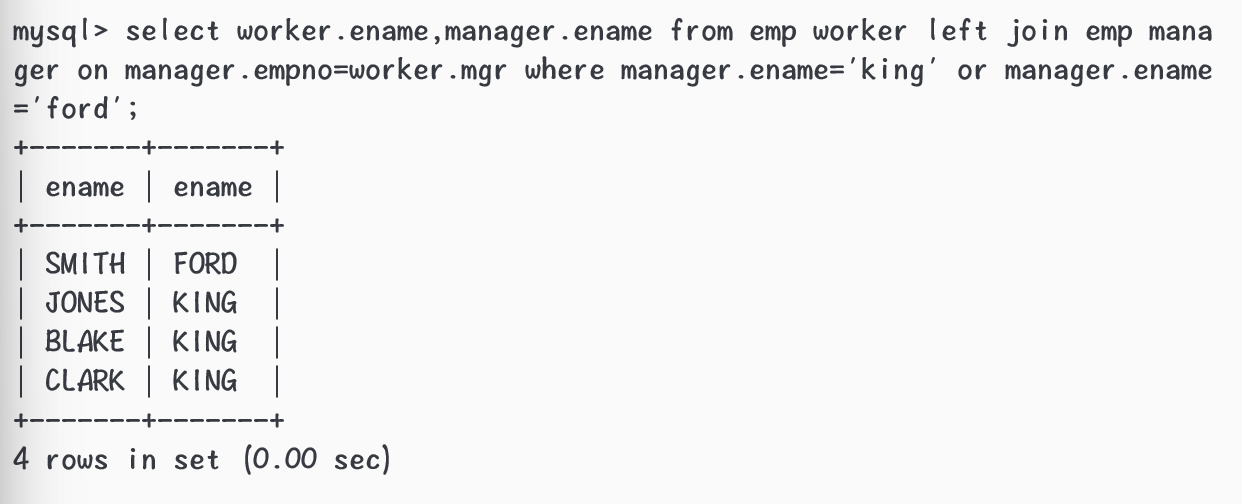 mysql> select worker.ename,manager.ename from emp worker left join emp mana
ger on manager.empno=worker.mgr where manager.ename='king' or manager.ename
='ford';
+-------+-------+
| ename | ename |
+-------+-------+
| SMITH | FORD  |
| JONES | KING  |
| BLAKE | KING  |
| CLARK | KING  |
+-------+-------+
4 rows in set (0.00 sec)